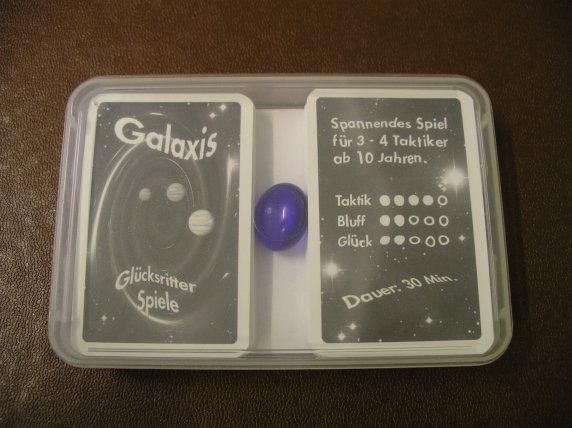 Galaxis
Glücksritter
Spiele
Spannendes Spiel
für 3 - 4 Taktiker
ab 10 Jahren.
Taktik
Bluff
Glück
Dauer: 30 Min.